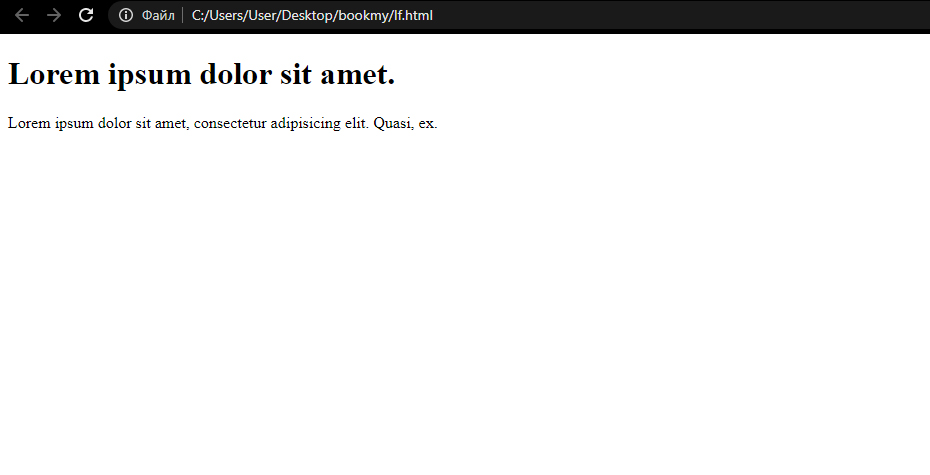 Файл C:/Users/User/Desktop/bookmy/lf.html
Lorem ipsum dolor sit amet.
Lorem ipsum dolor sit amet, consectetur adipisicing elit. Quasi, ex.